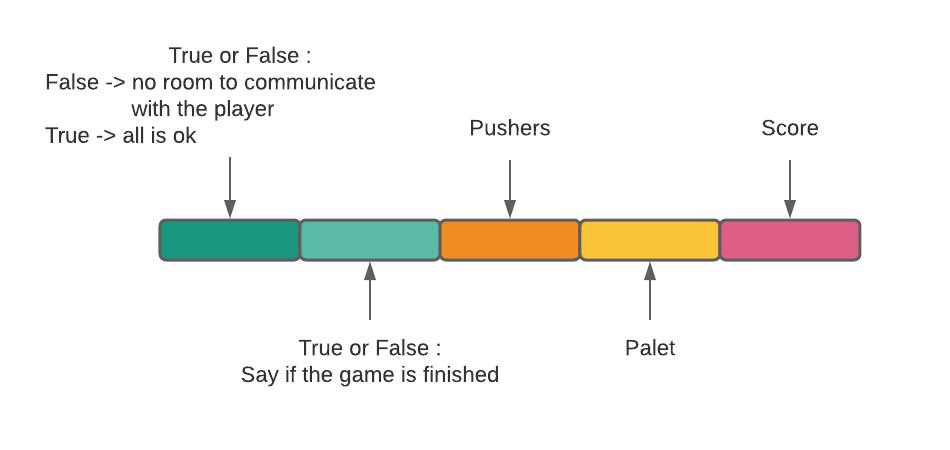 True or False :
False -> no room to communicate
with the player
True -> all is ok
Pushers
Score
True or False :
Say if the game is finished
Palet